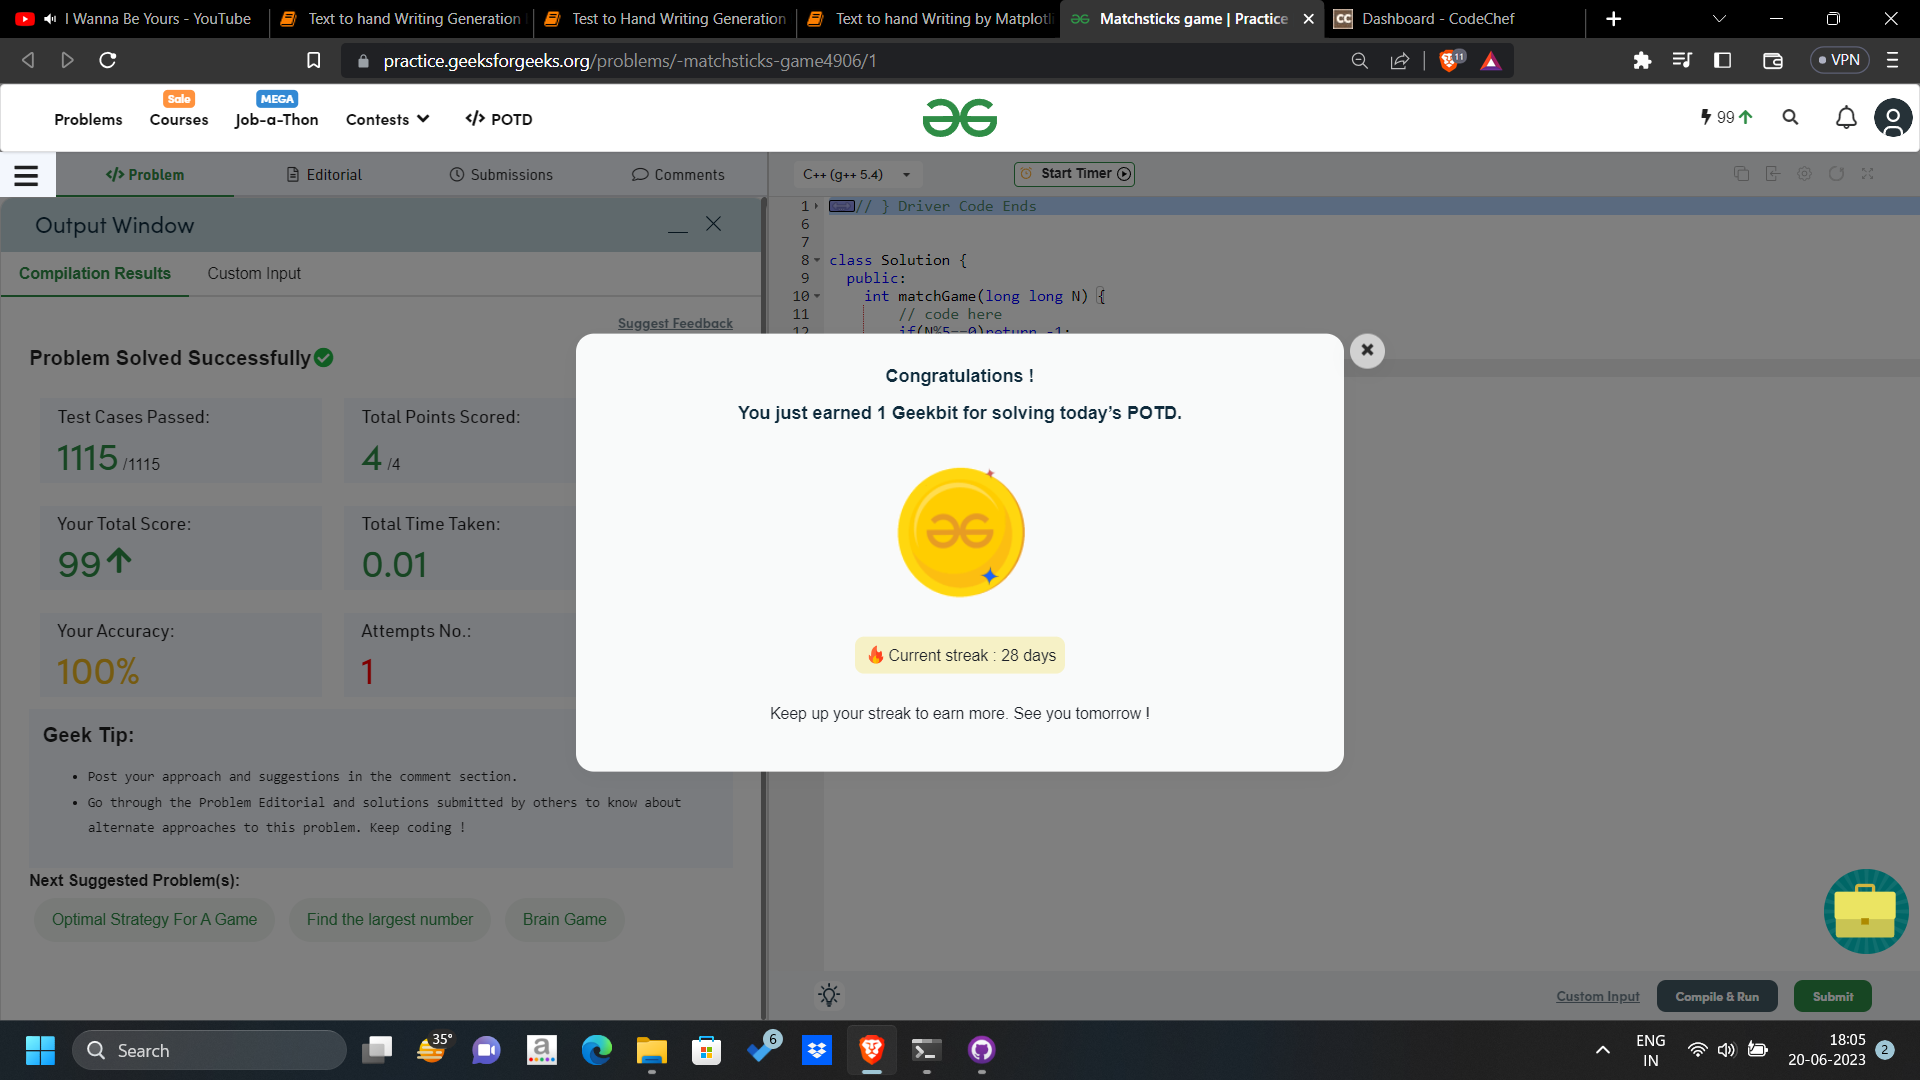 I Wanna Be Yours - YouTube
Text to hand Writing Generation
Test to Hand Writing Generation
Text to hand Writing by Matplotl
Matchsticks game | Practice
CC Dashboard - CodeChef
practice.geeksforgeeks.org/problems/-matchsticks-game4906/1
11
VPN
Problems
Sale
Courses
MEGA
Job-a-Thon
Contests
</> POTD
99
</> Problem
Editorial
Submissions
Comments
C++ (g++ 5.4)
Start Timer
Output Window
Compilation Results
Custom Input
Suggest Feedback
Problem Solved Successfully
Test Cases Passed:
1115 /1115
Total Points Scored:
4 /4
Your Total Score:
99
Total Time Taken:
0.01
Your Accuracy:
100%
Attempts No.:
1
Geek Tip:
• Post your approach and suggestions in the comment section.
• Go through the Problem Editorial and solutions submitted by others to know about
alternate approaches to this problem. Keep coding !
Next Suggested Problem(s):
Optimal Strategy For A Game
Find the largest number
Brain Game
1 // } Driver Code Ends
6
7
8 class Solution {
9 public:
10 int matchGame(long long N) {
11 // code here
12 if(N%5==0)return -1;
Congratulations !
You just earned 1 Geekbit for solving today's POTD.
Current streak : 28 days
Keep up your streak to earn more. See you tomorrow !
Custom Input
Compile & Run
Submit
Search
35°
a
6
ENG
IN
18:05
20-06-2023
2